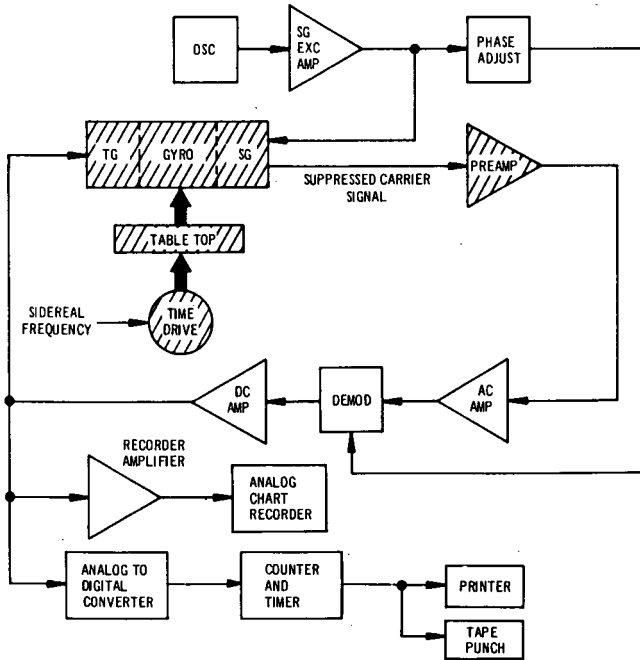 OSC
SG
EXC
AMP
PHASE
ADJUST
TG
GYRO
SG
SUPPRESSED CARRIER
SIGNAL
PREAMP
TABLE TOP
SIDEREAL
FREQUENCY
TIME
DRIVE
DC
AMP
DEMOD
AC
AMP
RECORDER
AMPLIFIER
ANALOG
CHART
RECORDER
ANALOG TO
DIGITAL
CONVERTER
COUNTER
AND
TIMER
PRINTER
TAPE
PUNCH